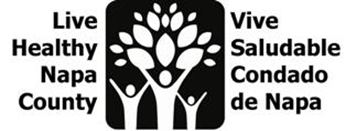 Live
Healthy
Napa
County
Vive
Saludable
Condado
de Napa